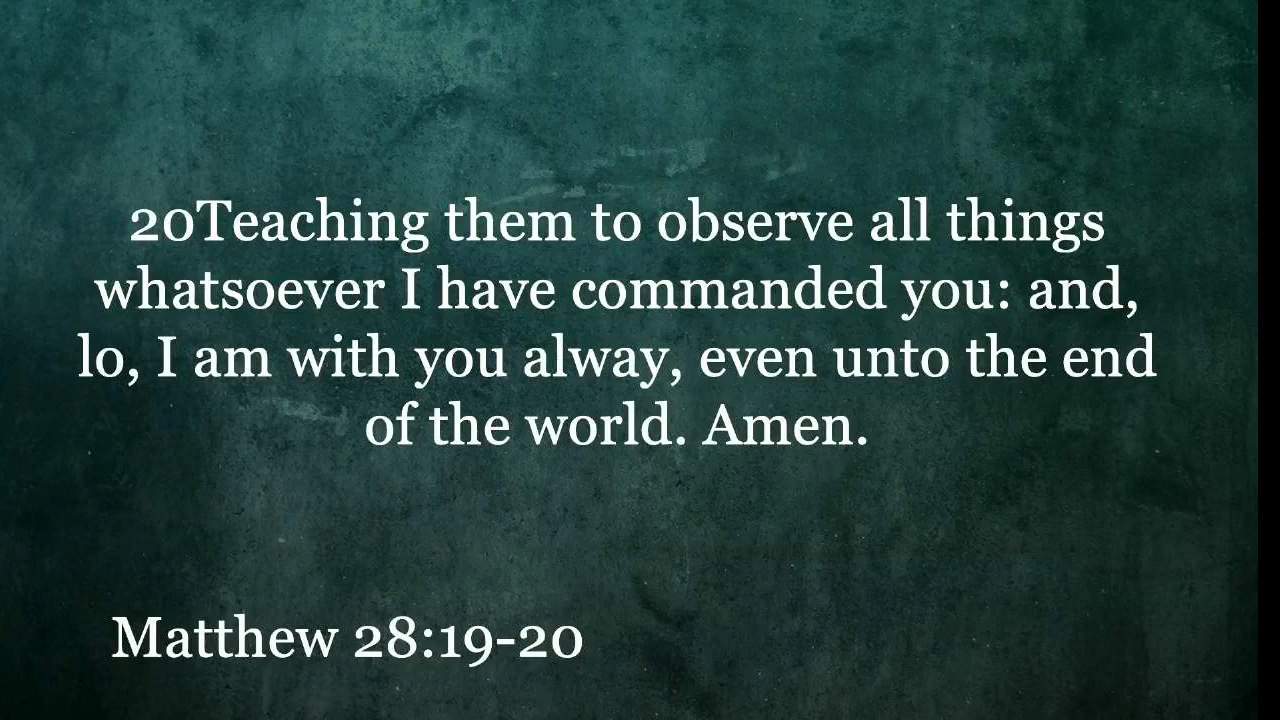 20Teaching them to observe all things
whatsoever I have commanded you: and,
lo, I am with you alway, even unto the end
of the world. Amen.
Matthew 28:19-20